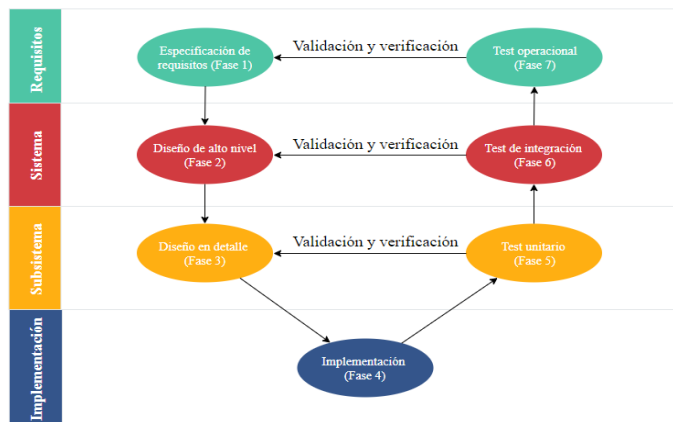 Requisitos
Especificación de
requisitos (Fase 1)
Validación y verificación
Test operacional
(Fase 7)
Sistema
Diseño de alto nivel
(Fase 2)
Validación y verificación
Test de integración
(Fase 6)
Subsistema
Diseño en detalle
(Fase 3)
Validación y verificación
Test unitario
(Fase 5)
Implementación
Implementación
(Fase 4)